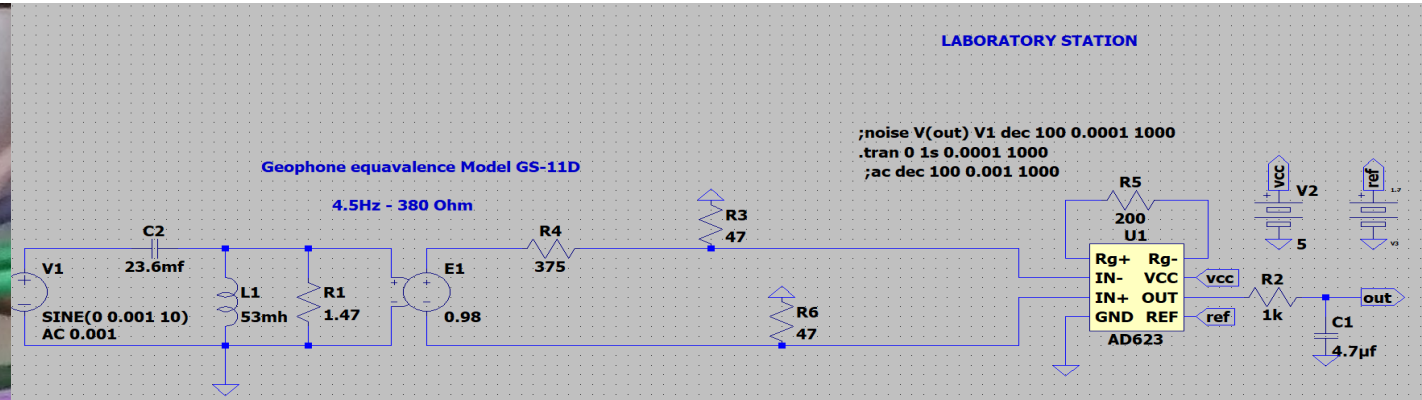 LABORATORY STATION
;noise V(out) V1 dec 100 0.0001 1000
.tran 0 1s 0.0001 1000
;ac dec 100 0.001 1000
Geophone equavalence Model GS-11D
4.5Hz - 380 Ohm
C2
23.6mf
V1
SINE(0 0.001 10)
AC 0.001
L1
53mh
R1
1.47
E1
0.98
R4
375
R3
47
R6
47
R5
200
U1
Rg+ Rg-
IN- VCC
IN+ OUT
GND REF
AD623
vcc
ref
R2
1k
out
C1
4.7µf
vcc
V2
5
ref
V3